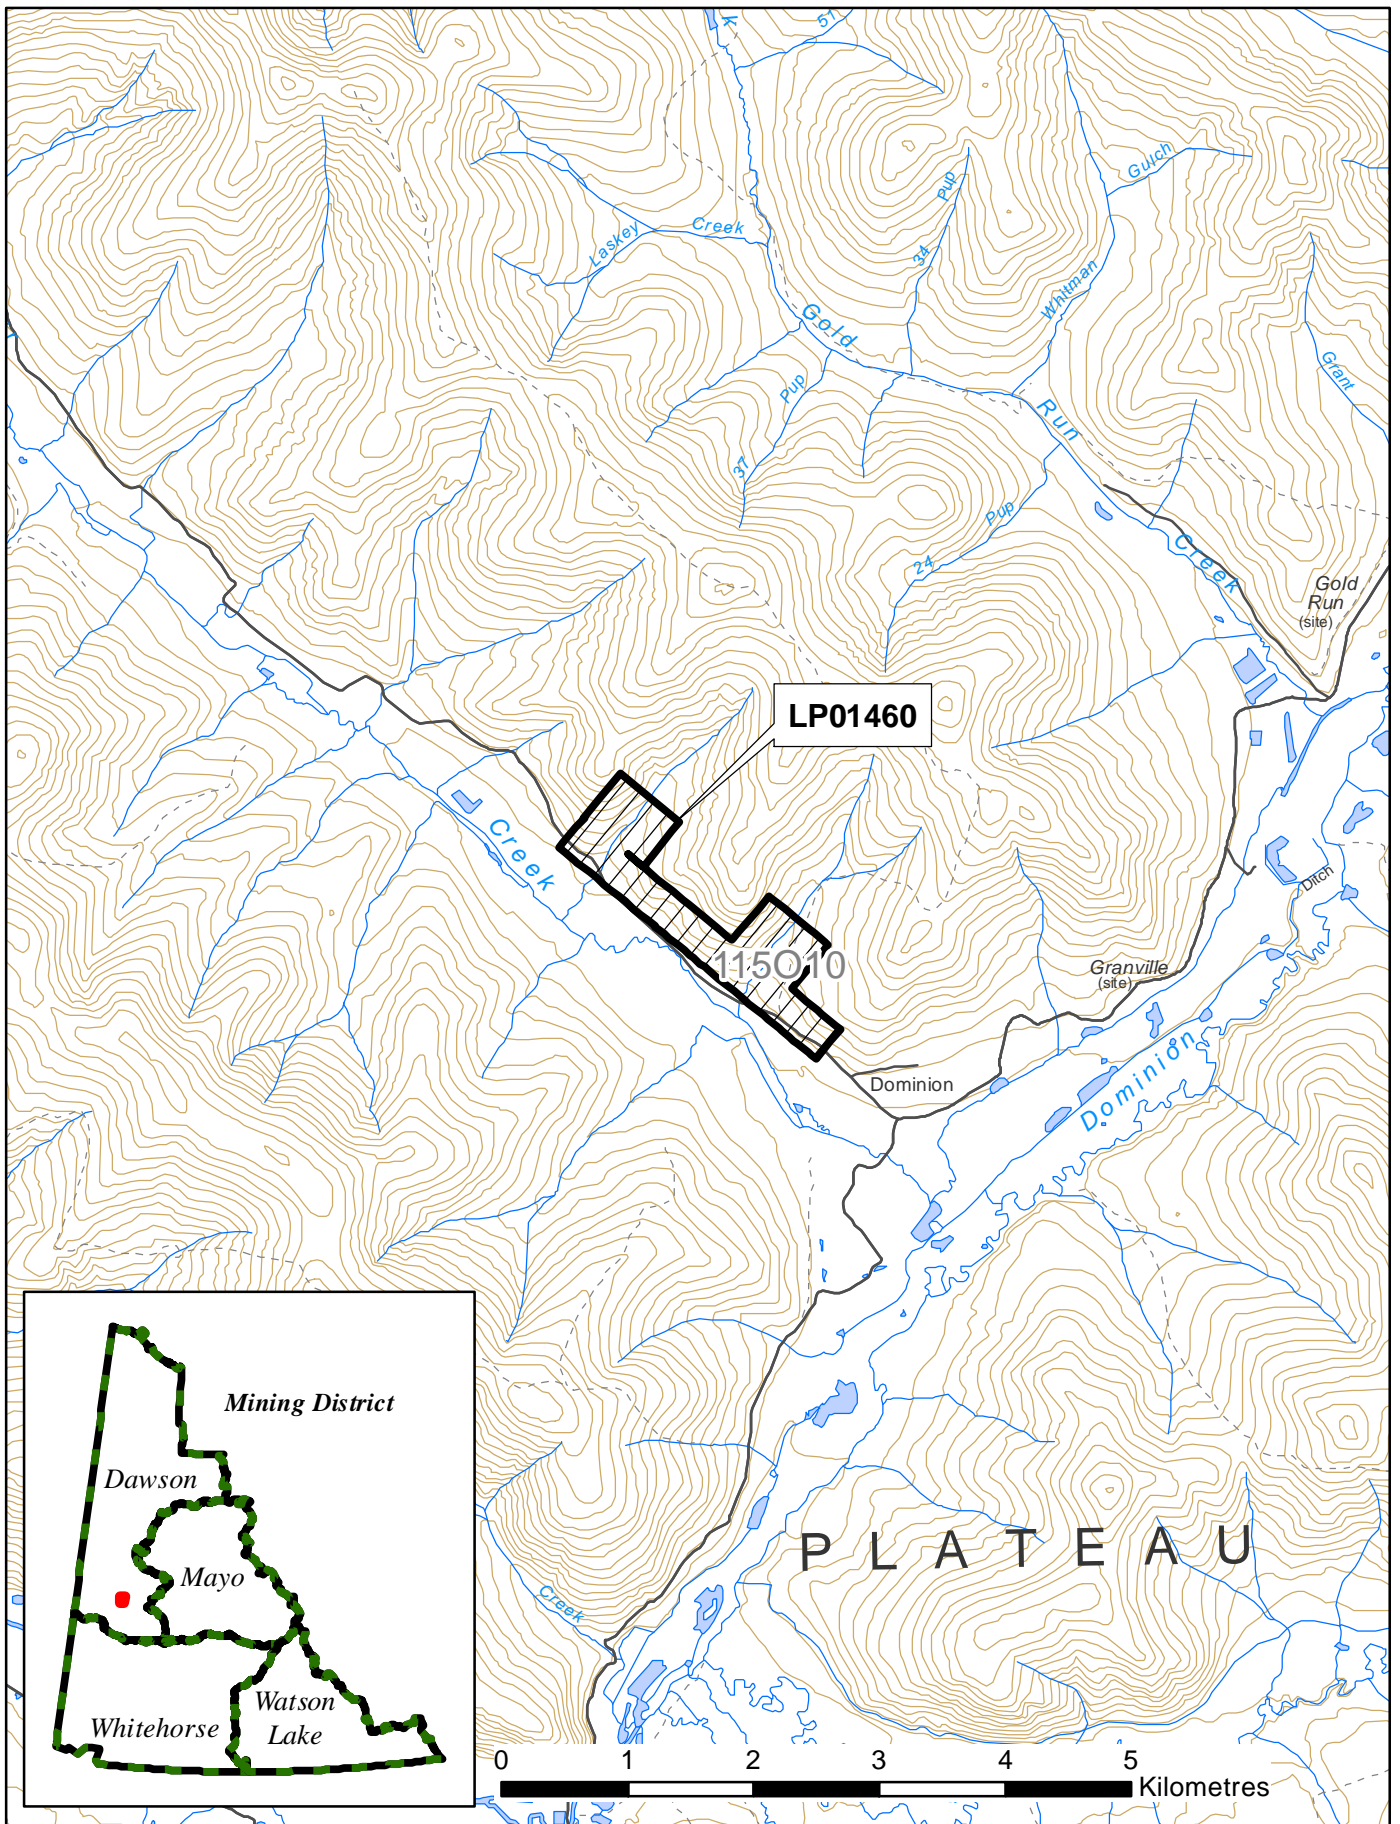 51
k
Gulch
Pup
34
Creek
Laskey
Whitman
Gold
Grant
Pup
37
Run
Pup
24
Creek
Gold
Run
(site)
LP01460
Creek
Ditch
115O10
Granville
(site)
Dominion
Dominion
Mining District
Dawson
PLATEAU
Mayo
Creek
Watson
Lake
Whitehorse
0 1 2 3 4 5
Kilometres